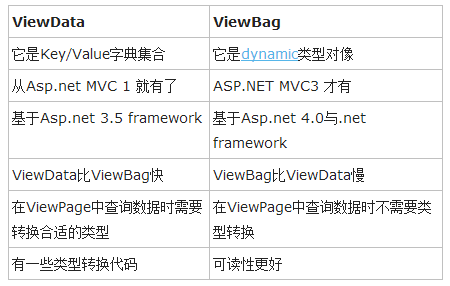 ViewData ViewBag
它是Key/Value字典集合 它是dynamic类型对像
从Asp.net MVC 1 就有了 ASP.NET MVC3 才有
基于Asp.net 3.5 framework 基于Asp.net 4.0与.net
framework
ViewData比ViewBag快 ViewBag比ViewData慢
在ViewPage中查询数据时需要 在ViewPage中查询数据时不需要类
转换合适的类型 型转换
有一些类型转换代码 可读性更好